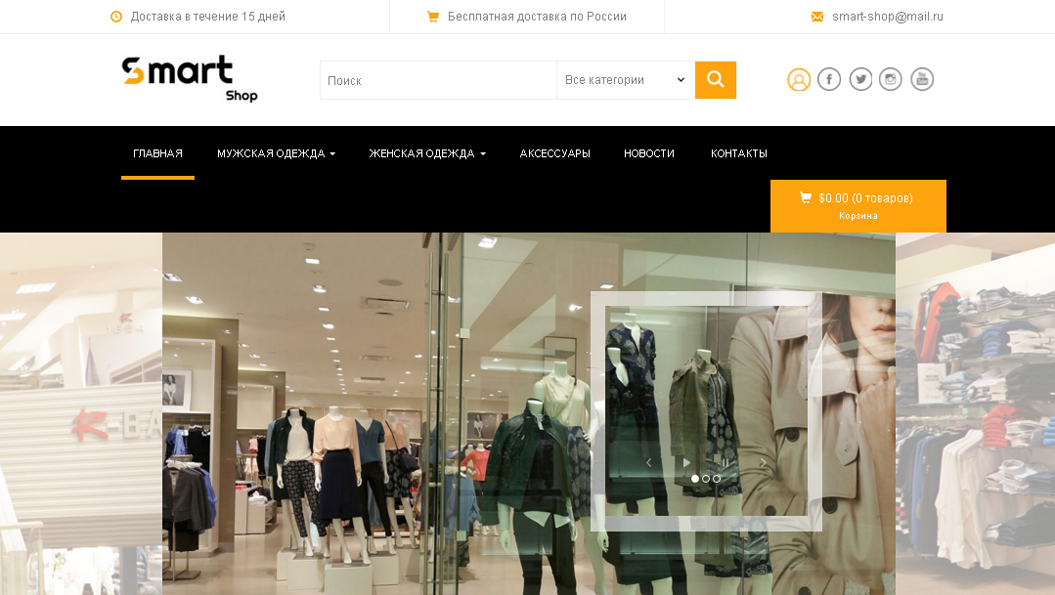 Доставка в течение 15 дней
Бесплатная доставка по России
smart-shop@mail.ru
Smart
Shop
Поиск
Все категории
ГЛАВНАЯ
МУЖСКАЯ ОДЕЖДА
ЖЕНСКАЯ ОДЕЖДА
АКСЕССУАРЫ
НОВОСТИ
КОНТАКТЫ
$0.00 (0 товаров)
Корзина